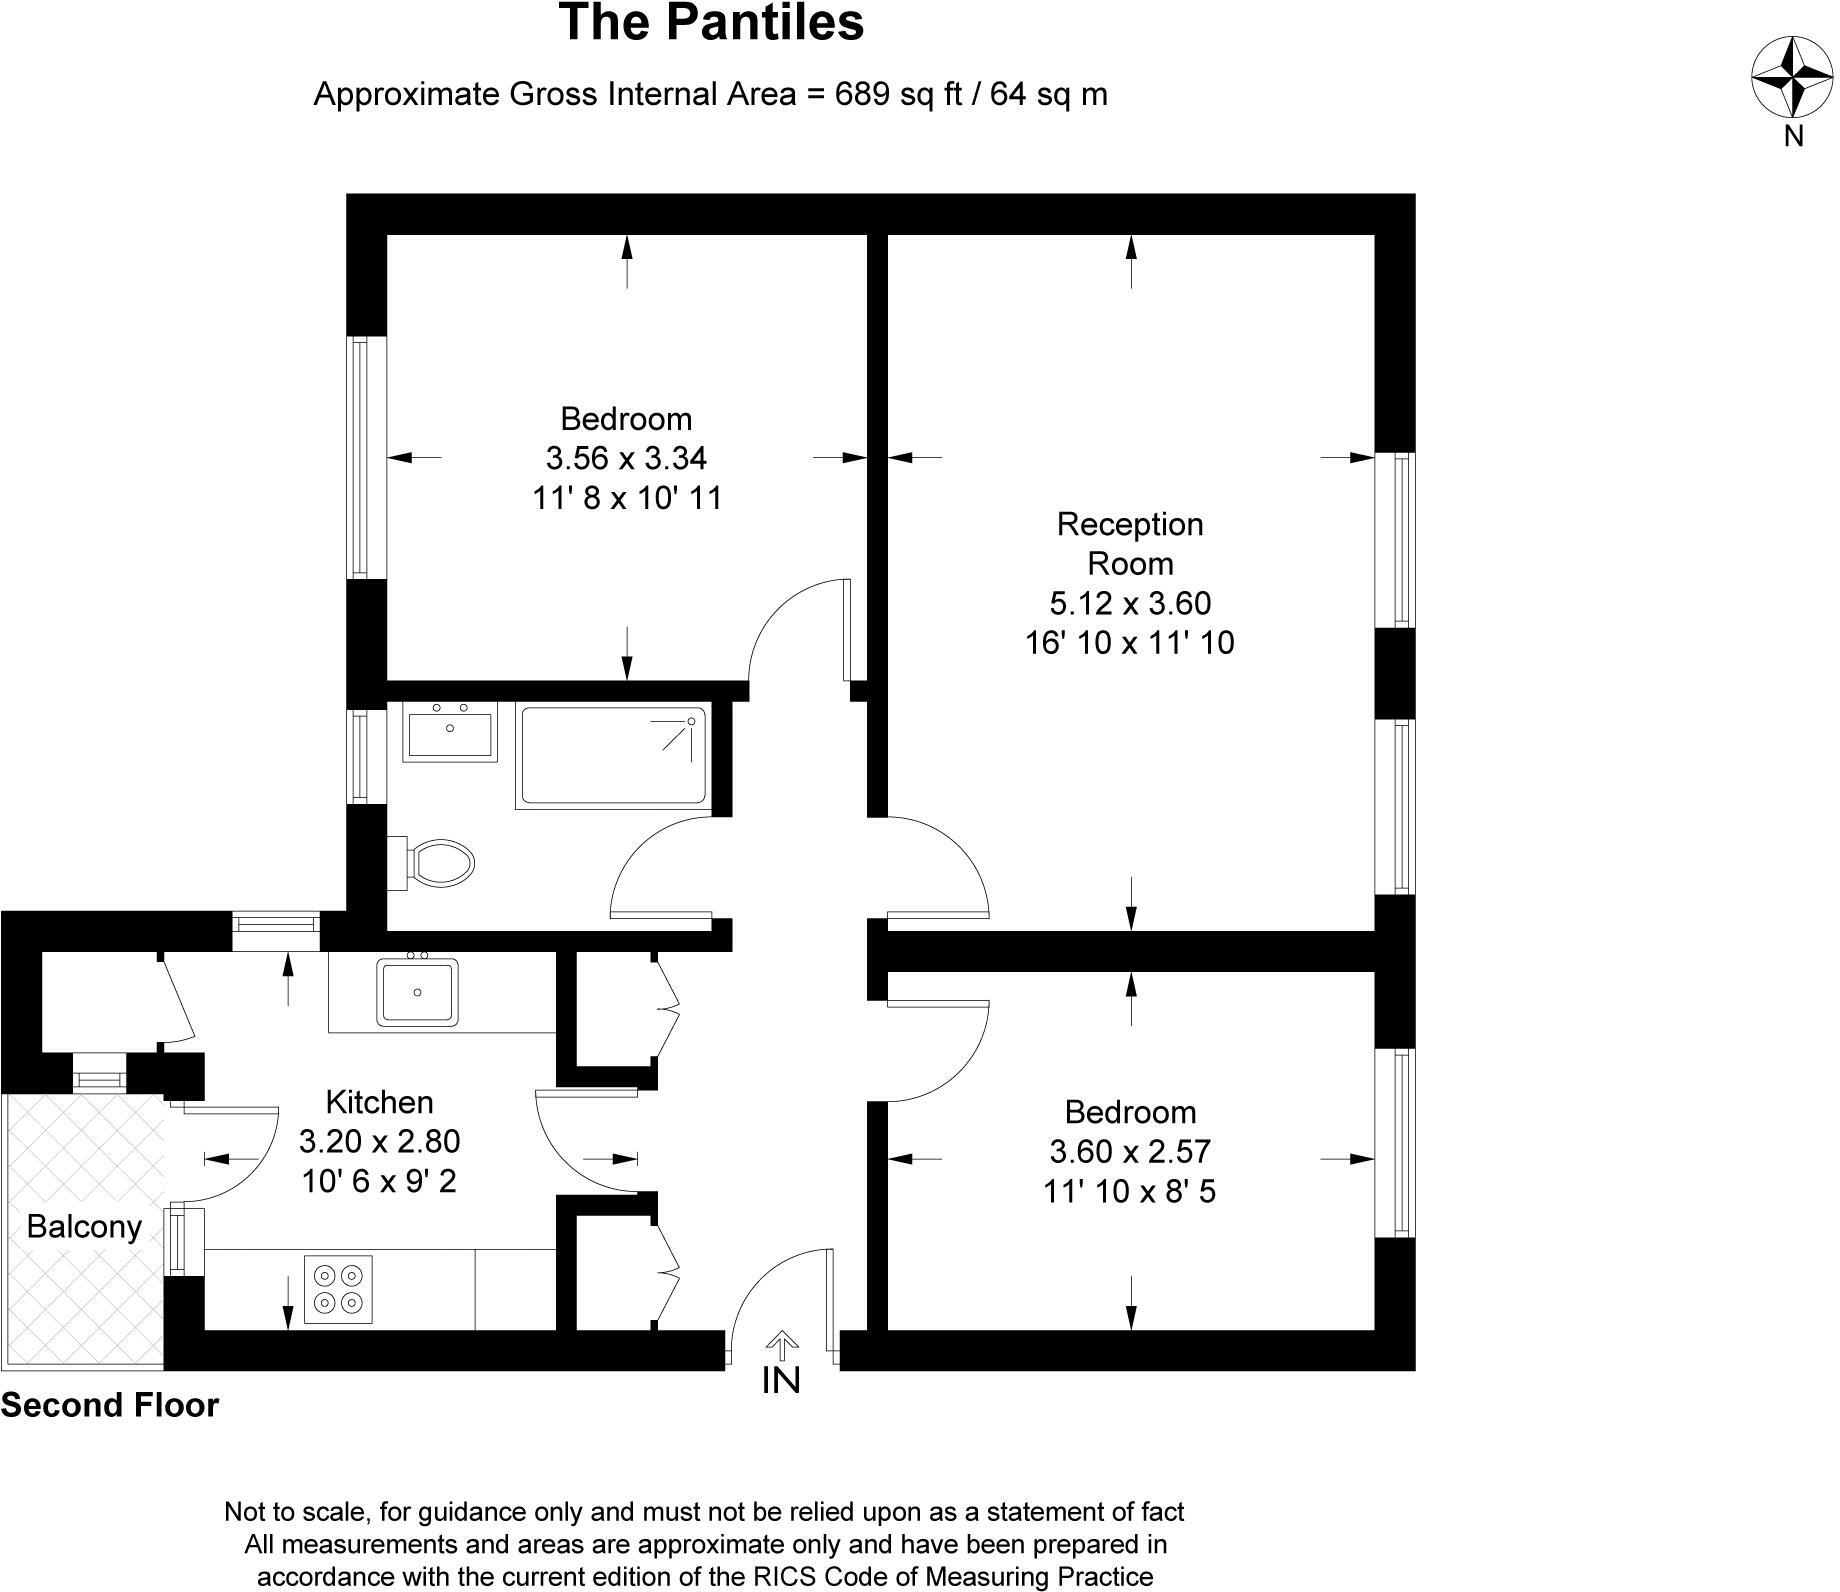 The Pantiles
Approximate Gross Internal Area = 689 sq ft / 64 sq m
N
Bedroom
3.56 x 3.34
11' 8 x 10' 11
Reception
Room
5.12 x 3.60
16' 10 x 11' 10
Kitchen
3.20 x 2.80
10' 6 x 9' 2
Bedroom
3.60 x 2.57
11' 10 x 8' 5
Balcony
IN
Second Floor
Not to scale, for guidance only and must not be relied upon as a statement of fact
All measurements and areas are approximate only and have been prepared in
accordance with the current edition of the RICS Code of Measuring Practice